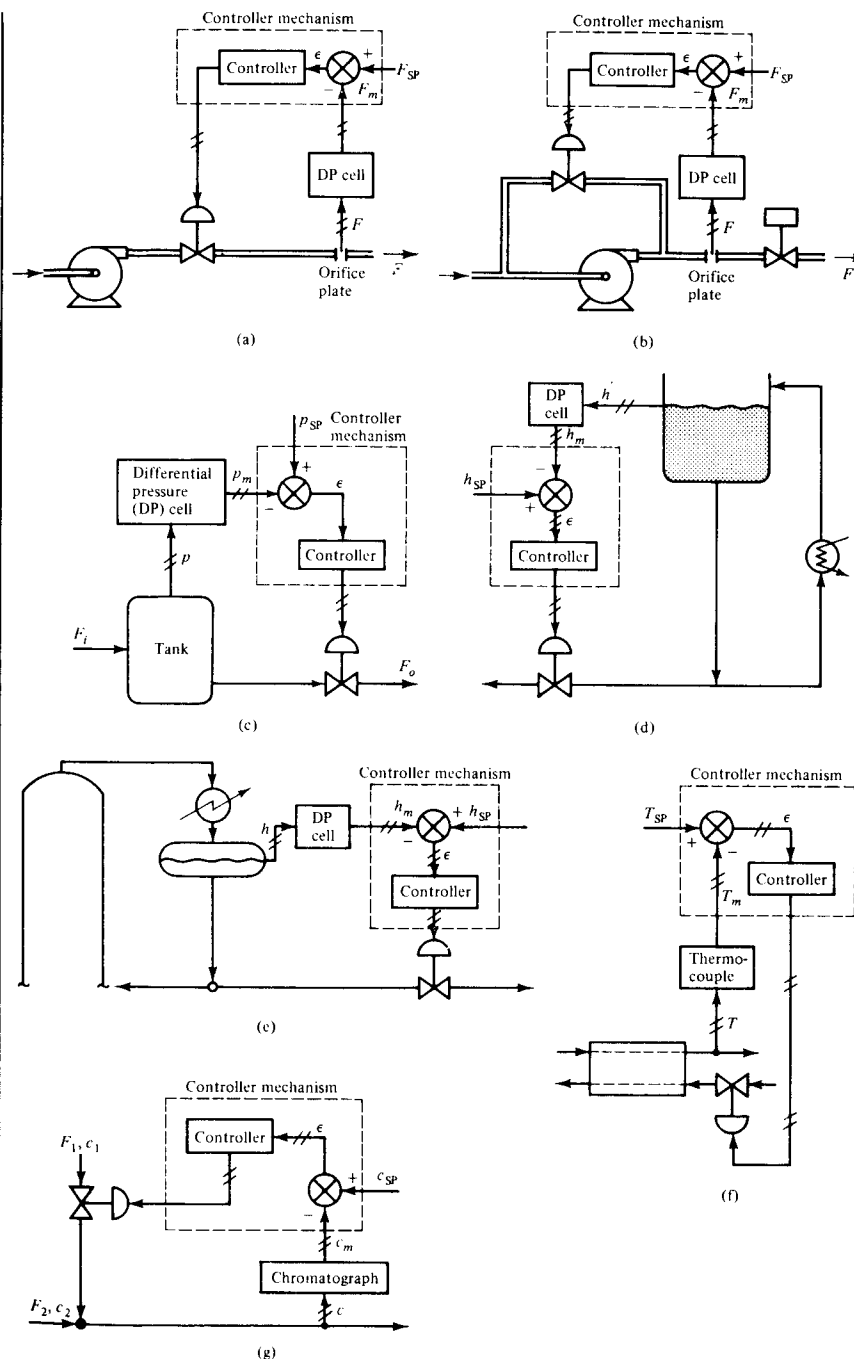 Controller mechanism
Controller
ϵ
+
F_SP
−
F_m
DP cell
F
Orifice
plate
F
(a)
Controller mechanism
Controller
ϵ
+
F_SP
−
F_m
DP cell
F
Orifice
plate
F
(b)
p_SP
Controller
mechanism
Differential
pressure
(DP) cell
p_m
+
−
ϵ
Controller
p
F_i
Tank
F_o
(c)
DP
cell
h
h_m
−
h_SP
+
ϵ
Controller
(d)
Controller mechanism
h
DP
cell
h_m
−
+
h_SP
ϵ
Controller
(e)
Controller mechanism
T_SP
+
−
ϵ
Controller
T_m
Thermo-
couple
T
(f)
Controller mechanism
Controller
ϵ
F_1, c_1
+
c_SP
−
c_m
Chromatograph
F_2, c_2
c
(g)